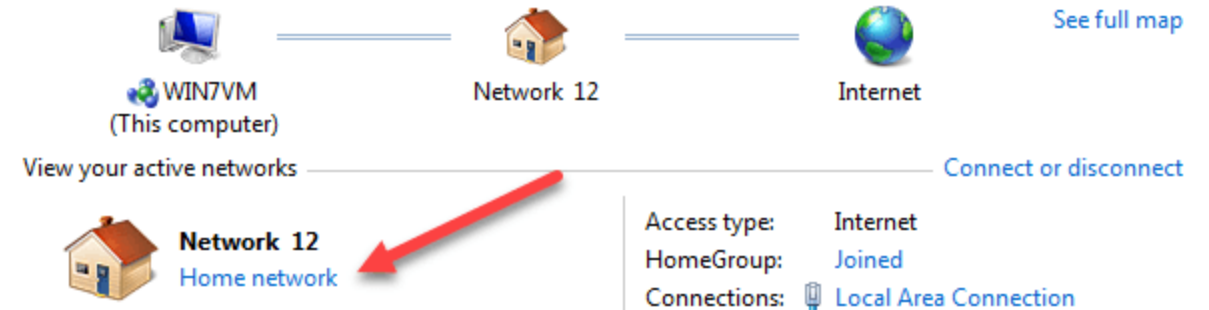 See full map
WIN7VM
(This computer)
Network 12
Internet
View your active networks
Connect or disconnect
Network 12
Home network
Access type: Internet
HomeGroup: Joined
Connections: Local Area Connection